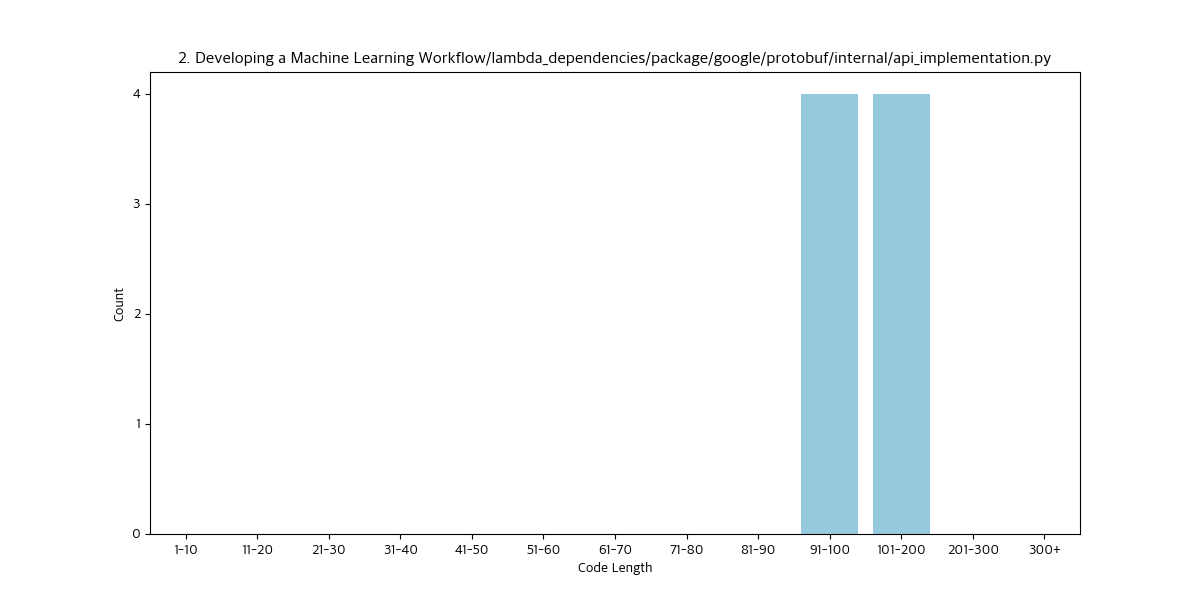 2. Developing a Machine Learning Workflow/lambda_dependencies/package/google/protobuf/internal/api_implementation.py
4
3
2
1
0
Count
1-10 11-20 21-30 31-40 41-50 51-60 61-70 71-80 81-90 91-100 101-200 201-300 300+
Code Length